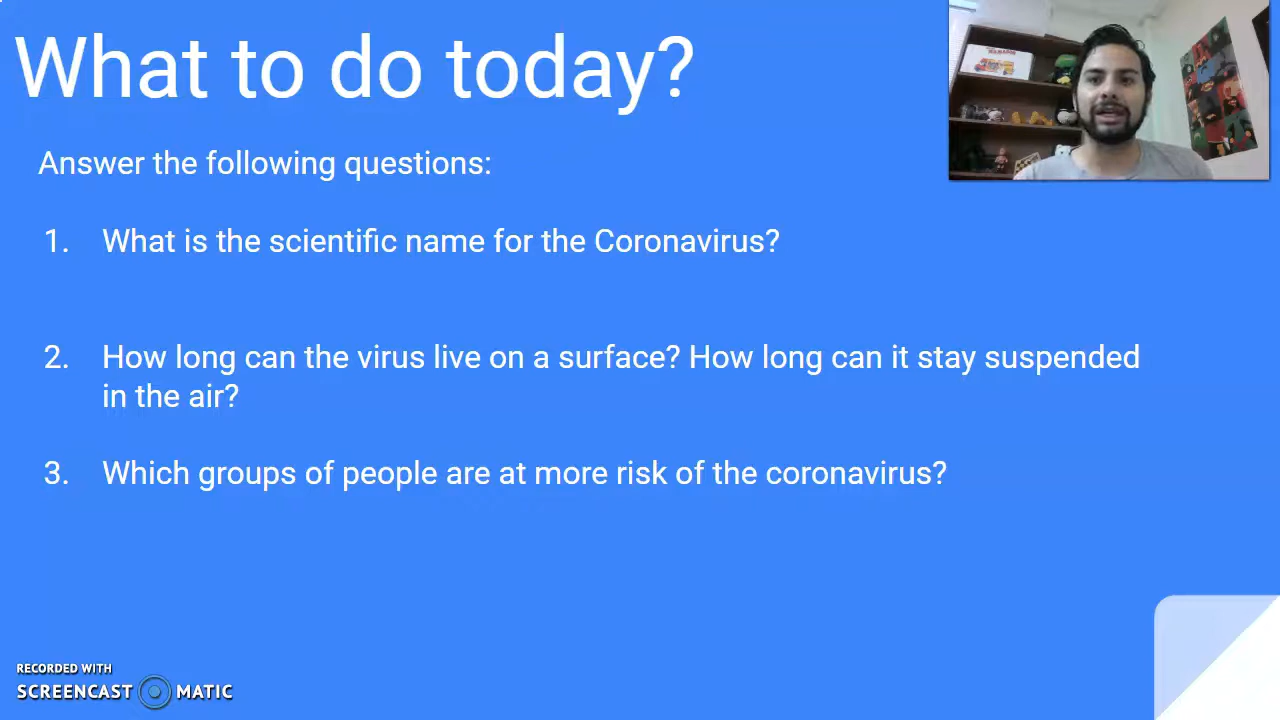 What to do today?
Answer the following questions:
1. What is the scientific name for the Coronavirus?
2. How long can the virus live on a surface? How long can it stay suspended
in the air?
3. Which groups of people are at more risk of the coronavirus?
RECORDED WITH
SCREENCAST MATIC